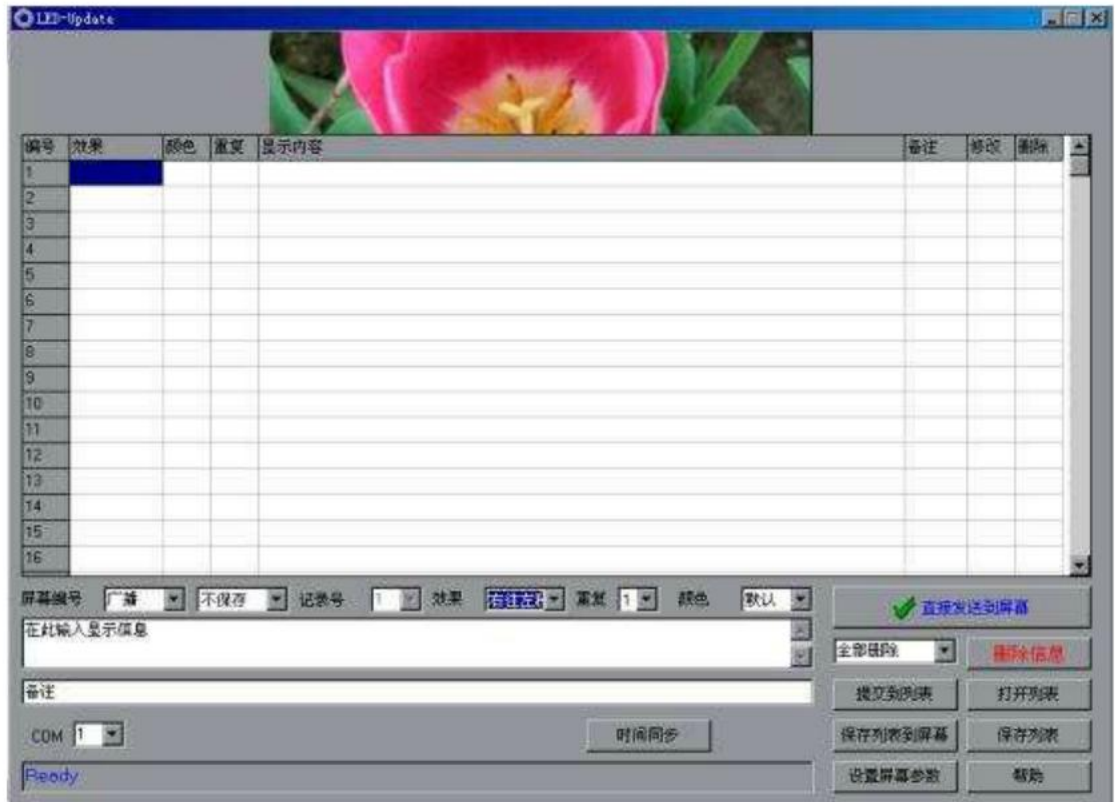 LED-Update
编号 效果 颜色 重复 显示内容 备注 修改 删除
1
2
3
4
5
6
7
8
9
10
11
12
13
14
15
16
屏幕编号 广播 不保存 记录号 1 效果 右往左 重复 1 颜色 默认
直接发送到屏幕
在此输入显示信息
全部删除 删除信息
备注
提交到列表 打开列表
COM 1 时间同步 保存列表到屏幕 保存列表
Ready
设置屏幕参数 帮助